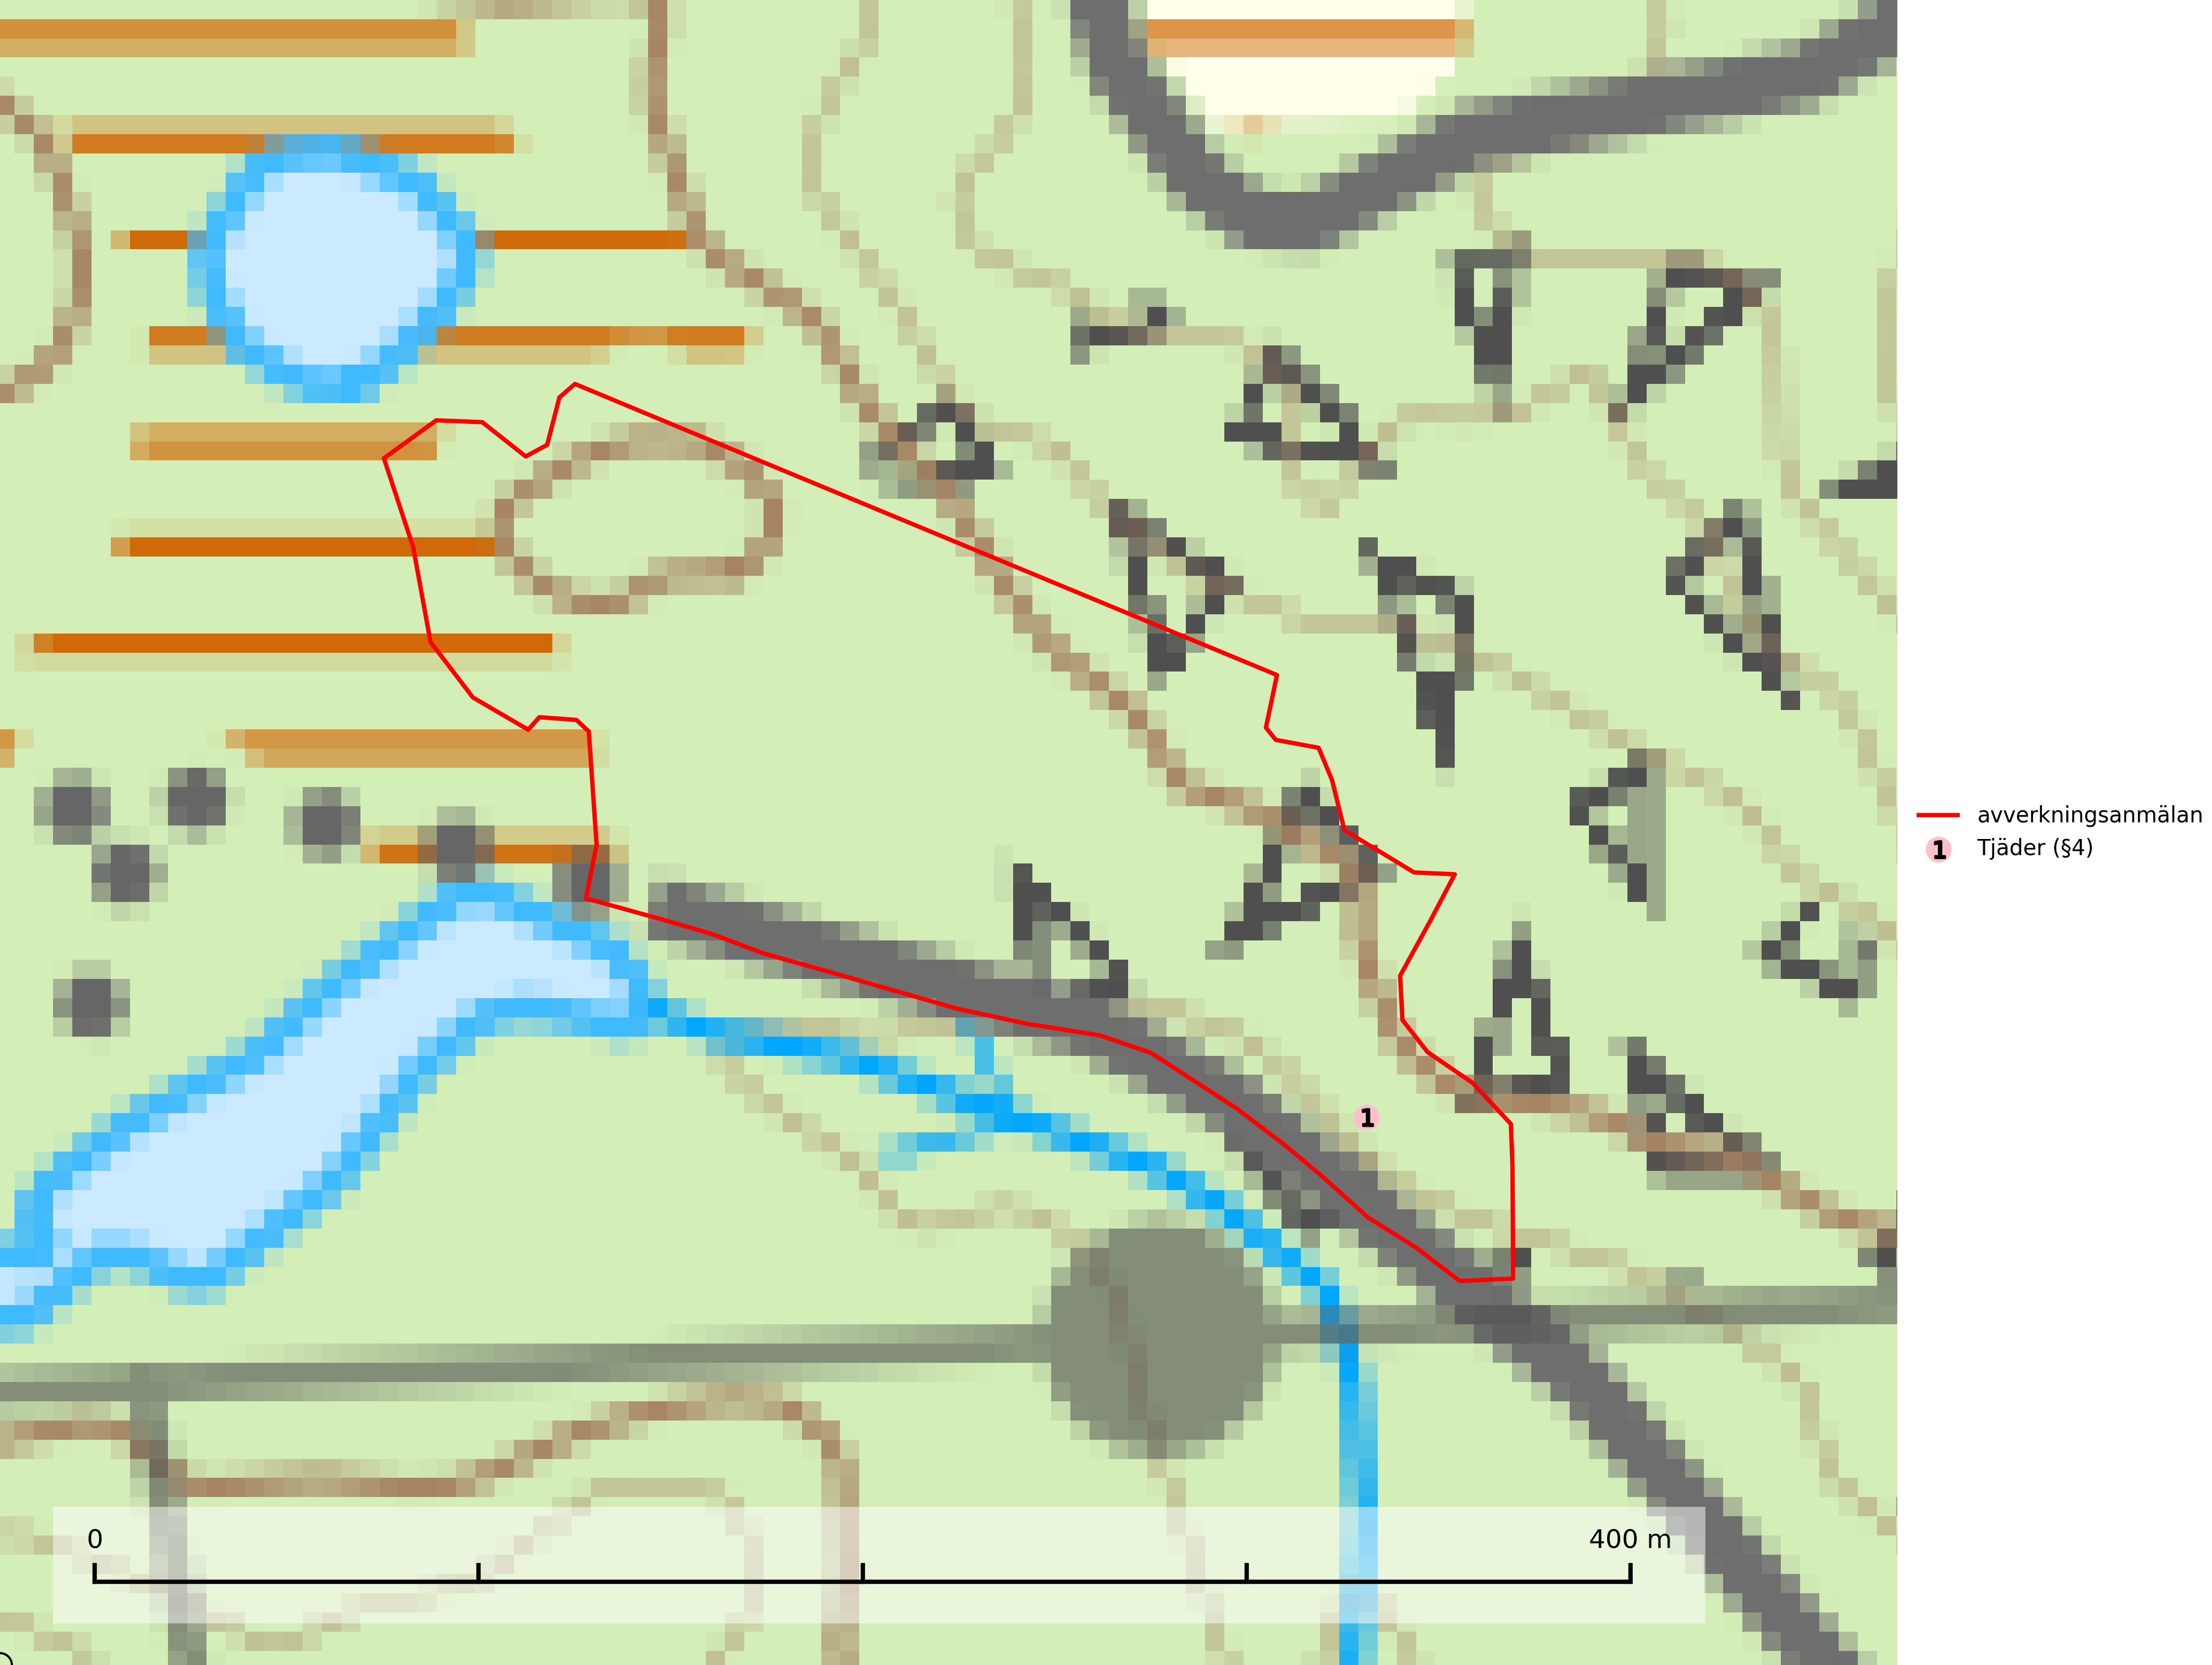 1
avverkningsanmälan
1 Tjäder (§4)
0 400 m